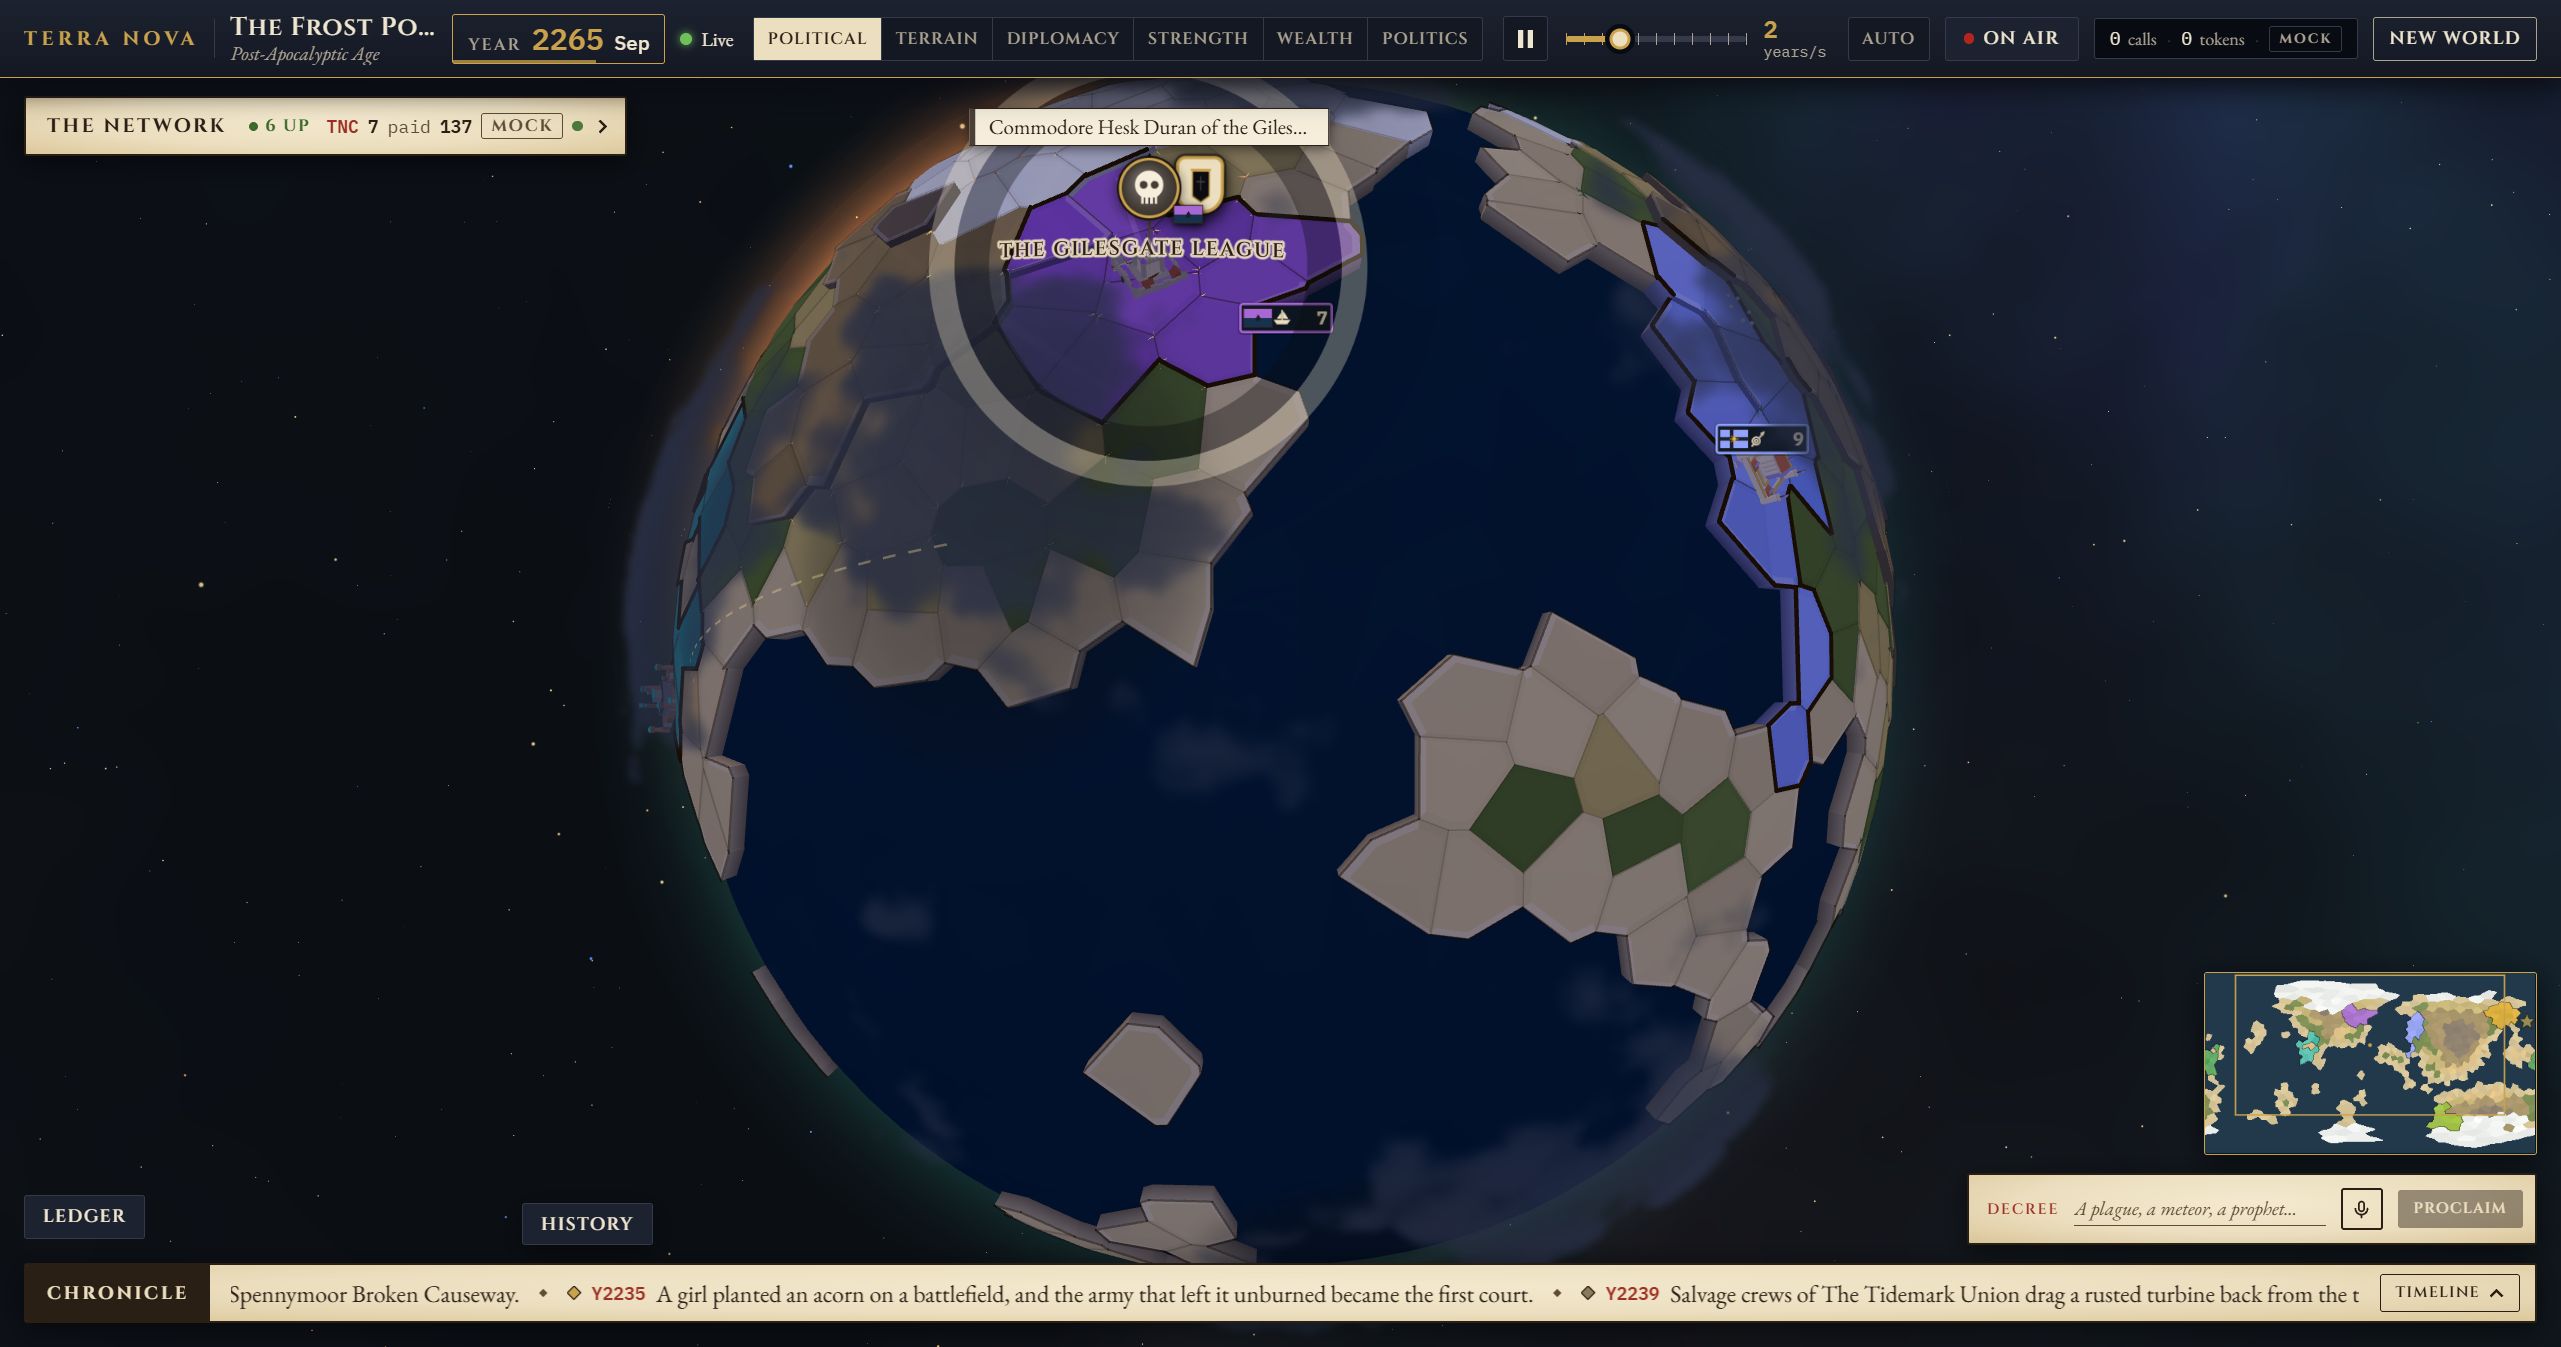 TERRA NOVA
THE FROST PO...
Post-Apocalyptic Age
YEAR 2265 Sep
Live
POLITICAL
TERRAIN
DIPLOMACY
STRENGTH
WEALTH
POLITICS
2 years/s
AUTO
ON AIR
0 calls · 0 tokens · MOCK
NEW WORLD
THE NETWORK 6 UP TNC 7 paid 137 MOCK
Commodore Hesk Duran of the Giles...
THE GILESGATE LEAGUE
7
9
DECREE A plague, a meteor, a prophet... PROCLAIM
LEDGER
HISTORY
CHRONICLE Spennymoor Broken Causeway. Y2235 A girl planted an acorn on a battlefield, and the army that left it unburned became the first court. Y2239 Salvage crews of The Tidemark Union drag a rusted turbine back from the t
TIMELINE